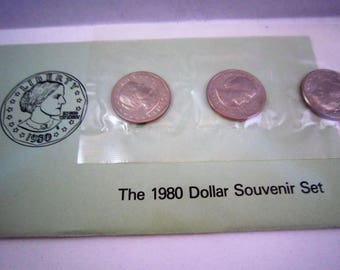 LIBERTY
1980
The 1980 Dollar Souvenir Set